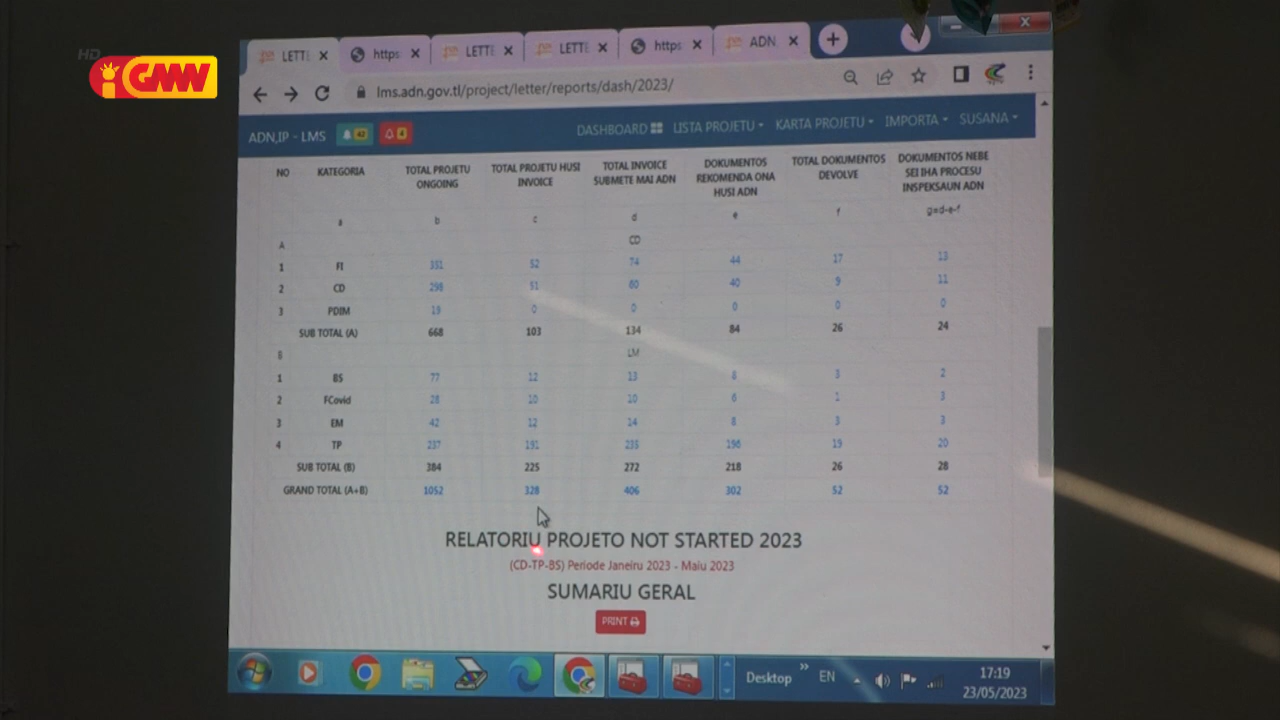 HD
GMW
LETTE
https:
LETTE
LETTE
https
ADN
lms.adn.gov.tl/project/letter/reports/dash/2023/
ADN,IP - LMS
DASHBOARD LISTA PROJETU KARTA PROJETU IMPORTA SUSANA
NO KATEGORIA TOTAL PROJETU ONGOING TOTAL PROJETU HUSI INVOICE TOTAL INVOICE SUBMETE MAI ADN DOKUMENTOS REKOMENDA ONA HUSI ADN TOTAL DOKUMENTOS DEVOLVE DOKUMENTOS NEBE SEI IHA PROCESU INSPEKSAUN ADN
a b c d e f g=d-e-f
A CD
1 FI 351 52 74 44 17 13
2 CD 298 51 60 40 9 11
3 PDIM 19 0 0 0 0 0
SUB TOTAL (A) 668 103 134 84 26 24
B LM
1 BS 77 12 13 8 3 2
2 FCovid 28 10 10 6 1 3
3 EM 42 12 14 8 3 3
4 TP 237 191 235 196 19 20
SUB TOTAL (B) 384 225 272 218 26 28
GRAND TOTAL (A+B) 1052 328 406 302 52 52
RELATORIU PROJETO NOT STARTED 2023
(CD-TP-BS) Periode Janeiru 2023 - Maiu 2023
SUMARIU GERAL
PRINT
Desktop EN 17:19
23/05/2023